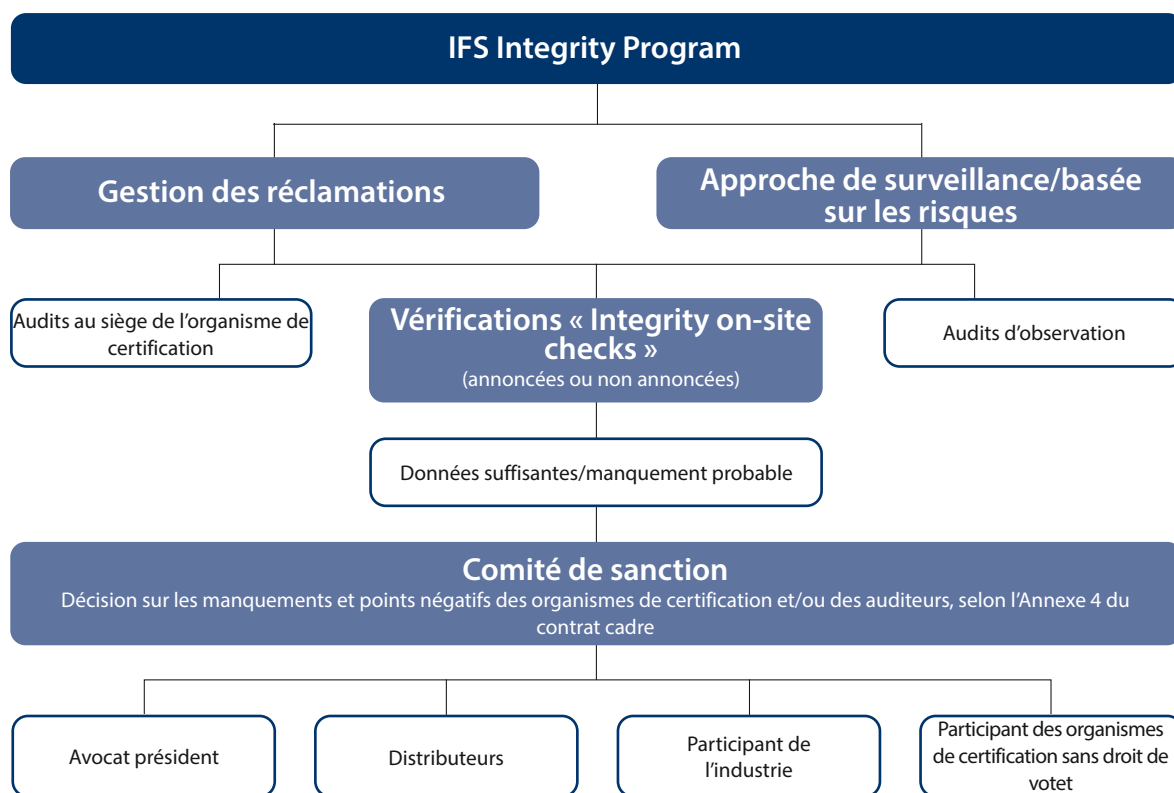 IFS Integrity Program
Gestion des réclamations
Approche de surveillance/basée
sur les risques
Audits au siège de l’organisme de
certification
Vérifications « Integrity on-site
checks »
(annoncées ou non annoncées)
Audits d’observation
Données suffisantes/manquement probable
Comité de sanction
Décision sur les manquements et points négatifs des organismes de certification et/ou des auditeurs, selon l’Annexe 4 du
contrat cadre
Avocat président
Distributeurs
Participant de
l’industrie
Participant des organismes
de certification sans droit de
votet